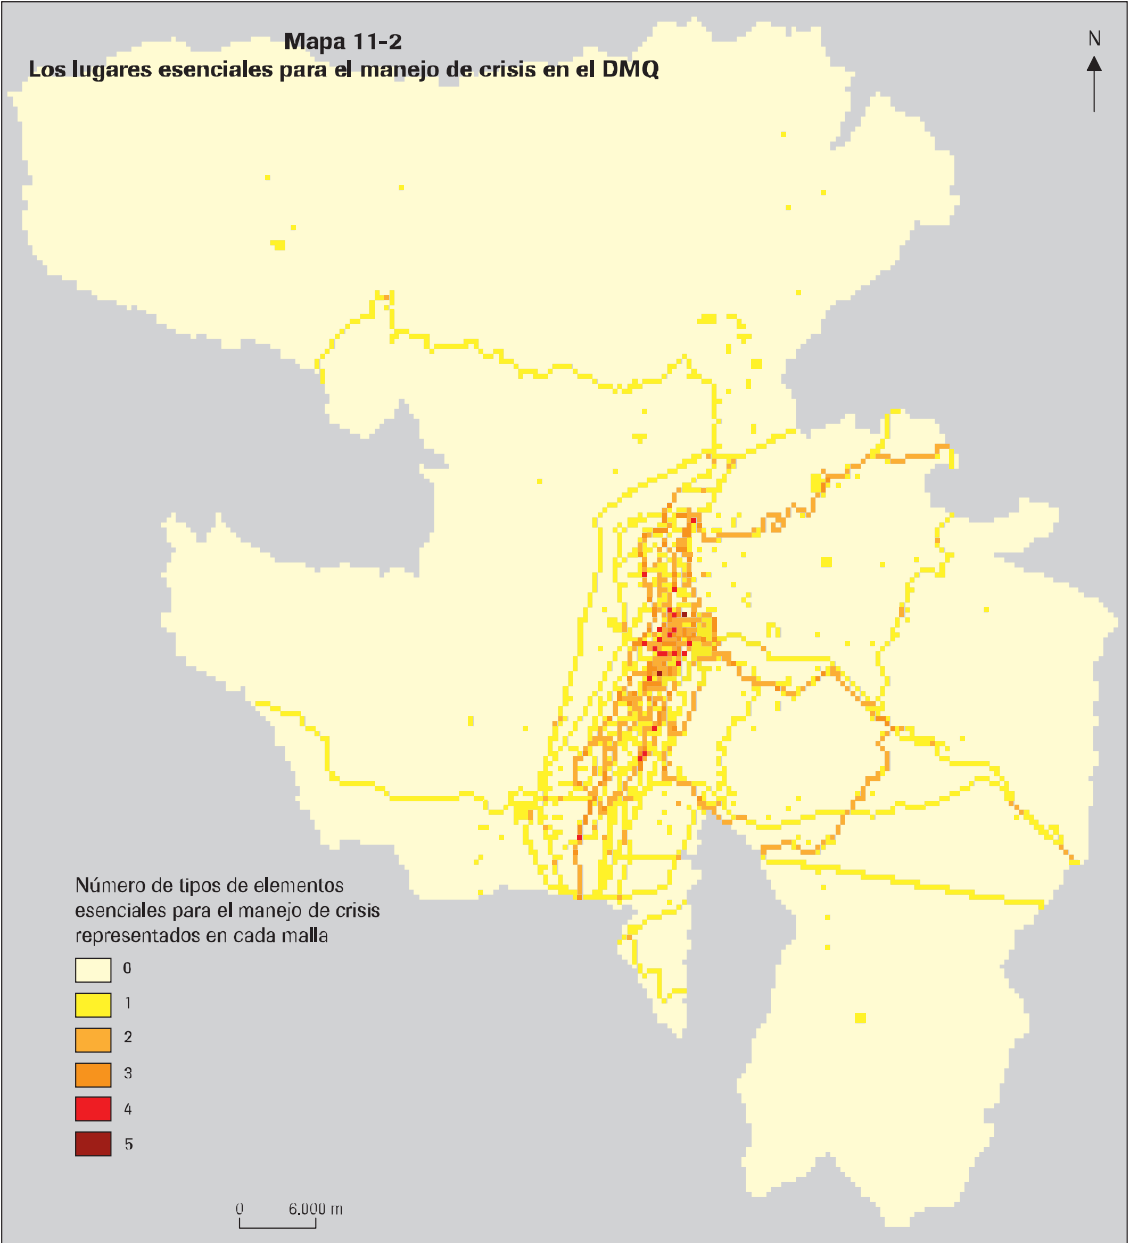 Mapa 11-2
Los lugares esenciales para el manejo de crisis en el DMQ
N
Número de tipos de elementos
esenciales para el manejo de crisis
representados en cada malla
0
1
2
3
4
5
0 6.000 m